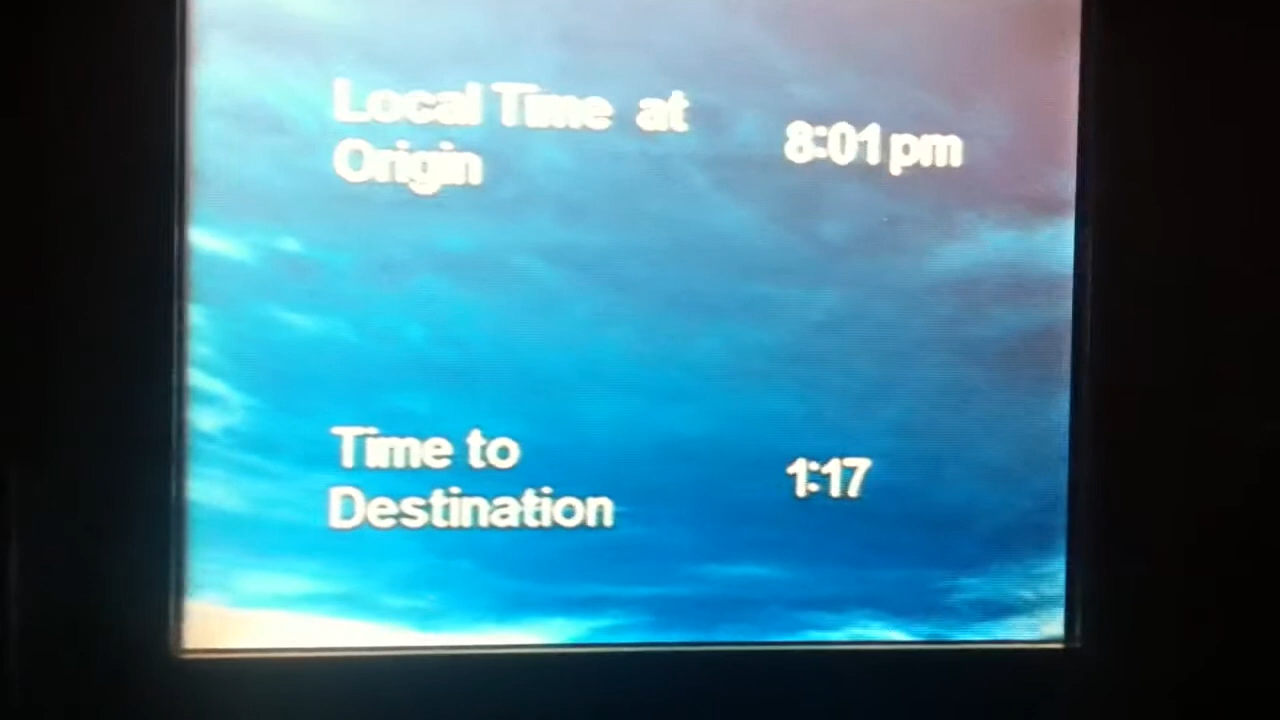 Local Time at
Origin
8:01 pm
Time to
Destination
1:17